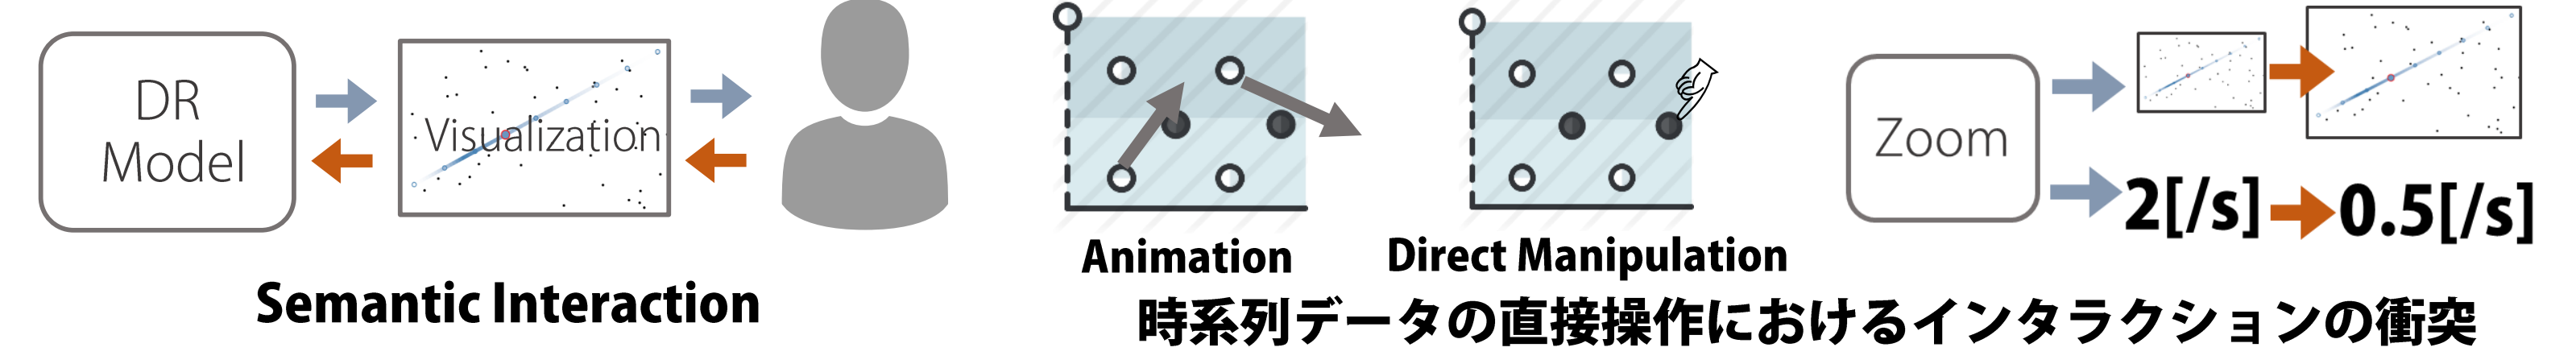 DR
Model
Visualization
Semantic Interaction
Animation
Direct Manipulation
Zoom
2[/s]
0.5[/s]
時系列データの直接操作におけるインタラクションの衝突